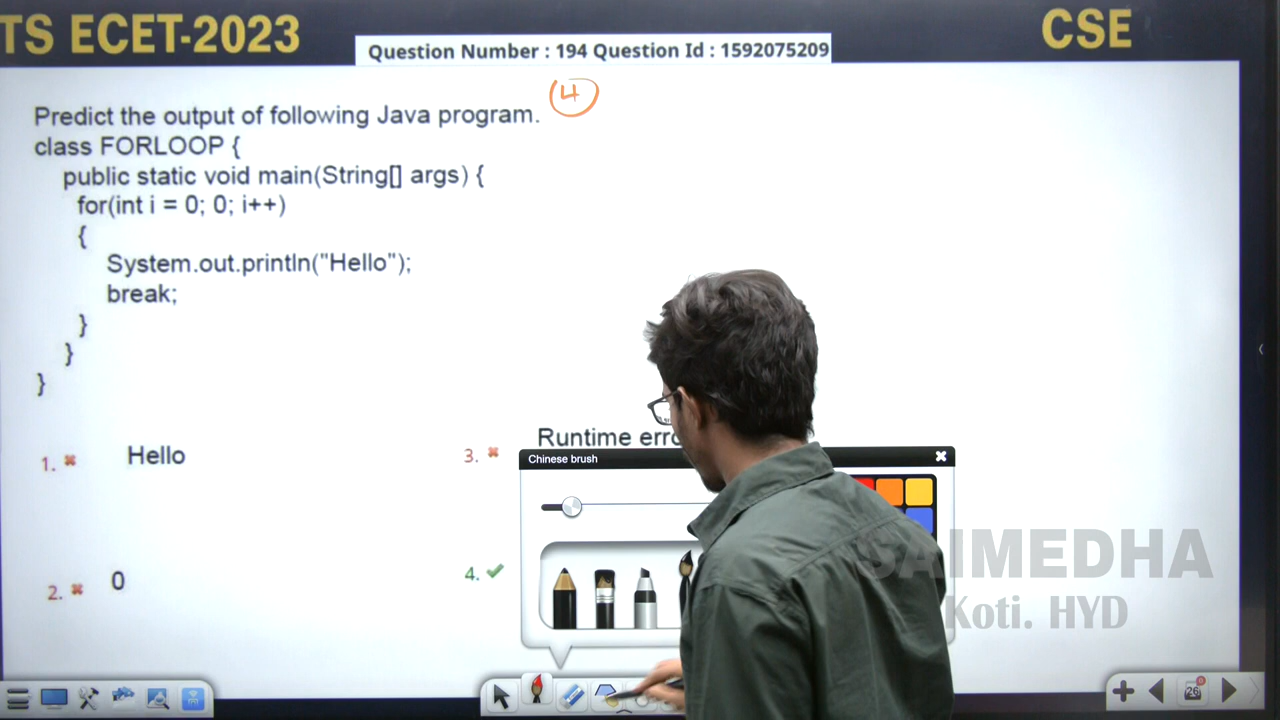 TS ECET-2023
CSE
Question Number : 194 Question Id : 1592075209
4
Predict the output of following Java program.
class FORLOOP {
public static void main(String[] args) {
for(int i = 0; 0; i++)
{
System.out.println("Hello");
break;
}
}
}
1. Hello
3. Runtime
2. 0
4.
Chinese brush
SAIMEDHA
Koti. HYD
26